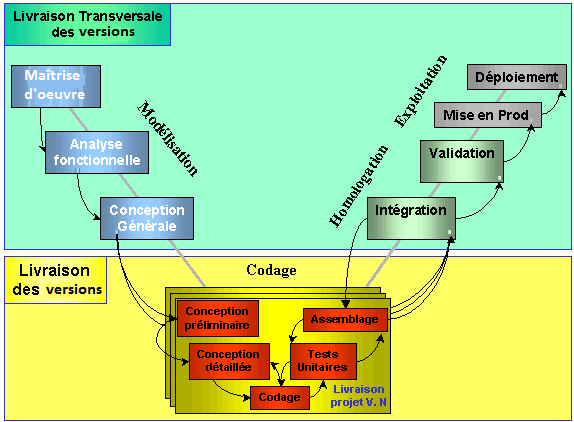 Livraison Transversale
des versions
Maîtrise
d'oeuvre
Analyse
fonctionnelle
Conception
Générale
Modélisation
Homologation
Exploitation
Déploiement
Mise en Prod
Validation
Intégration
Livraison
des versions
Codage
Conception
préliminaire
Assemblage
Conception
détaillée
Tests
Unitaires
Codage
Livraison
projet V. N